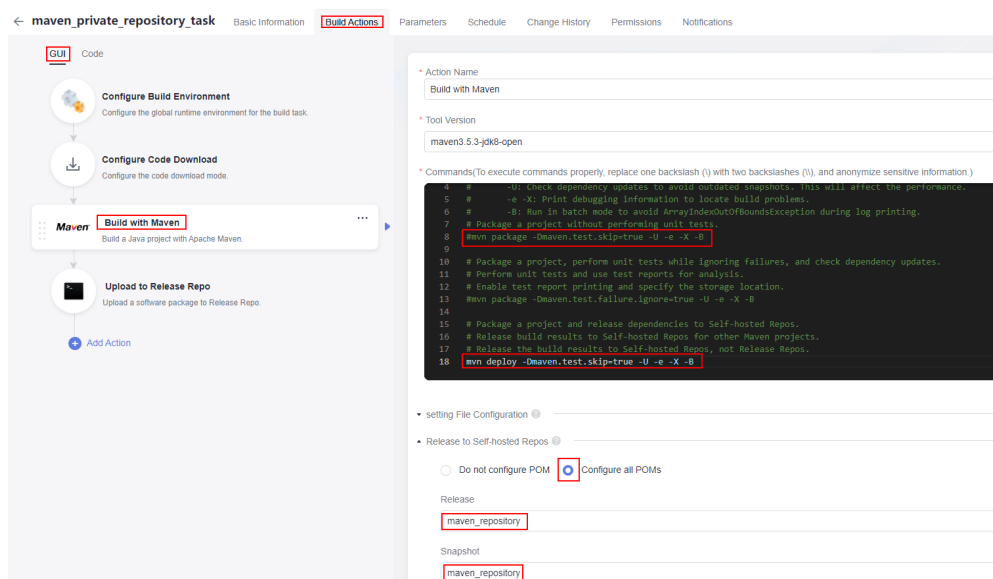 ← maven_private_repository_task Basic Information Build Actions Parameters Schedule Change History Permissions Notifications
GUI Code
Configure Build Environment
Configure the global runtime environment for the build task.
Configure Code Download
Configure the code download mode.
Maven
Build with Maven
...
Build a Java project with Apache Maven.
Upload to Release Repo
Upload a software package to Release Repo.
Add Action
* Action Name
Build with Maven
* Tool Version
maven3.5.3-jdk8-open
* Commands(To execute commands properly, replace one backslash (\) with two backslashes (\\), and anonymize sensitive information.)
4 # -U: Check dependency updates to avoid outdated snapshots. This will affect the performance.
5 # -e -X: Print debugging information to locate build problems.
6 # -B: Run in batch mode to avoid ArrayIndexOutOfBoundsException during log printing.
7 # Package a project without performing unit tests.
8 #mvn package -Dmaven.test.skip=true -U -e -X -B
9
10 # Package a project, perform unit tests while ignoring failures, and check dependency updates.
11 # Perform unit tests and use test reports for analysis.
12 # Enable test report printing and specify the storage location.
13 #mvn package -Dmaven.test.failure.ignore=true -U -e -X -B
14
15 # Package a project and release dependencies to Self-hosted Repos.
16 # Release build results to Self-hosted Repos for other Maven projects.
17 # Release the build results to Self-hosted Repos, not Release Repos.
18 mvn deploy -Dmaven.test.skip=true -U -e -X -B
setting File Configuration ?
Release to Self-hosted Repos ?
Do not configure POM Configure all POMs
Release
maven_repository
Snapshot
maven_repository